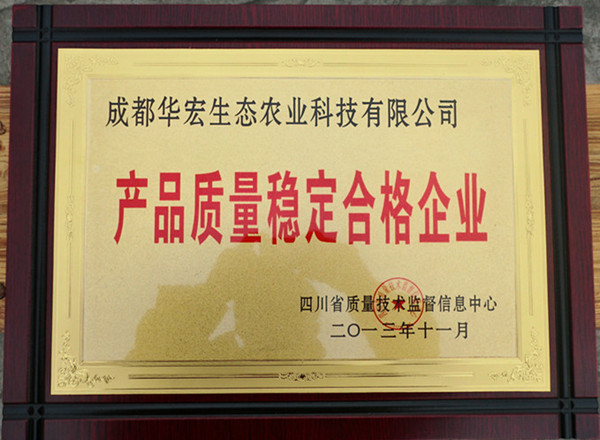 成都华宏生态农业科技有限公司
产品质量稳定合格企业
四川省质量技术监督信息中心
二〇一三年十一月